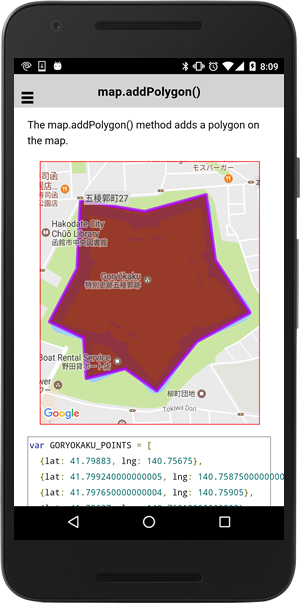 8:09
map.addPolygon()
The map.addPolygon() method adds a polygon on
the map.
モスバーガー
五稜郭町27
Hakodate City
Chūō Library
函館市中央図書館
Goryōkaku
特別史跡五稜郭跡
Boat Rental Service
野田貸ボート店
柳町団地
Tokiwa Dori
Google
var GORYOKAKU_POINTS = [
{lat: 41.79883, lng: 140.75675},
{lat: 41.799240000000005, lng: 140.7587500000000
{lat: 41.797650000000004, lng: 140.75905},